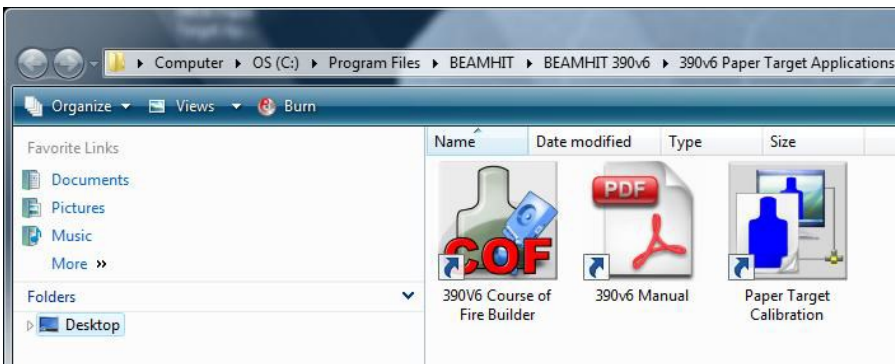 Computer ▸ OS (C:) ▸ Program Files ▸ BEAMHIT ▸ BEAMHIT 390v6 ▸ 390v6 Paper Target Applications
Organize Views Burn
Favorite Links
Documents
Pictures
Music
More »
Folders
Desktop
Name Date modified Type Size
COF
PDF
390V6 Course of
Fire Builder
390v6 Manual
Paper Target
Calibration